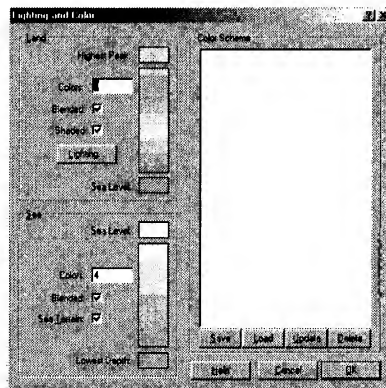 Lighting and Color
Land
Highest Peak:
Colors:
Blended:
Shaded:
Lighting...
Sea Level:
Sea
Sea Level:
Colors: 4
Blended:
Sea Terrain:
Lowest Depth:
Color Scheme
Save Load Update Delete
Help Cancel OK